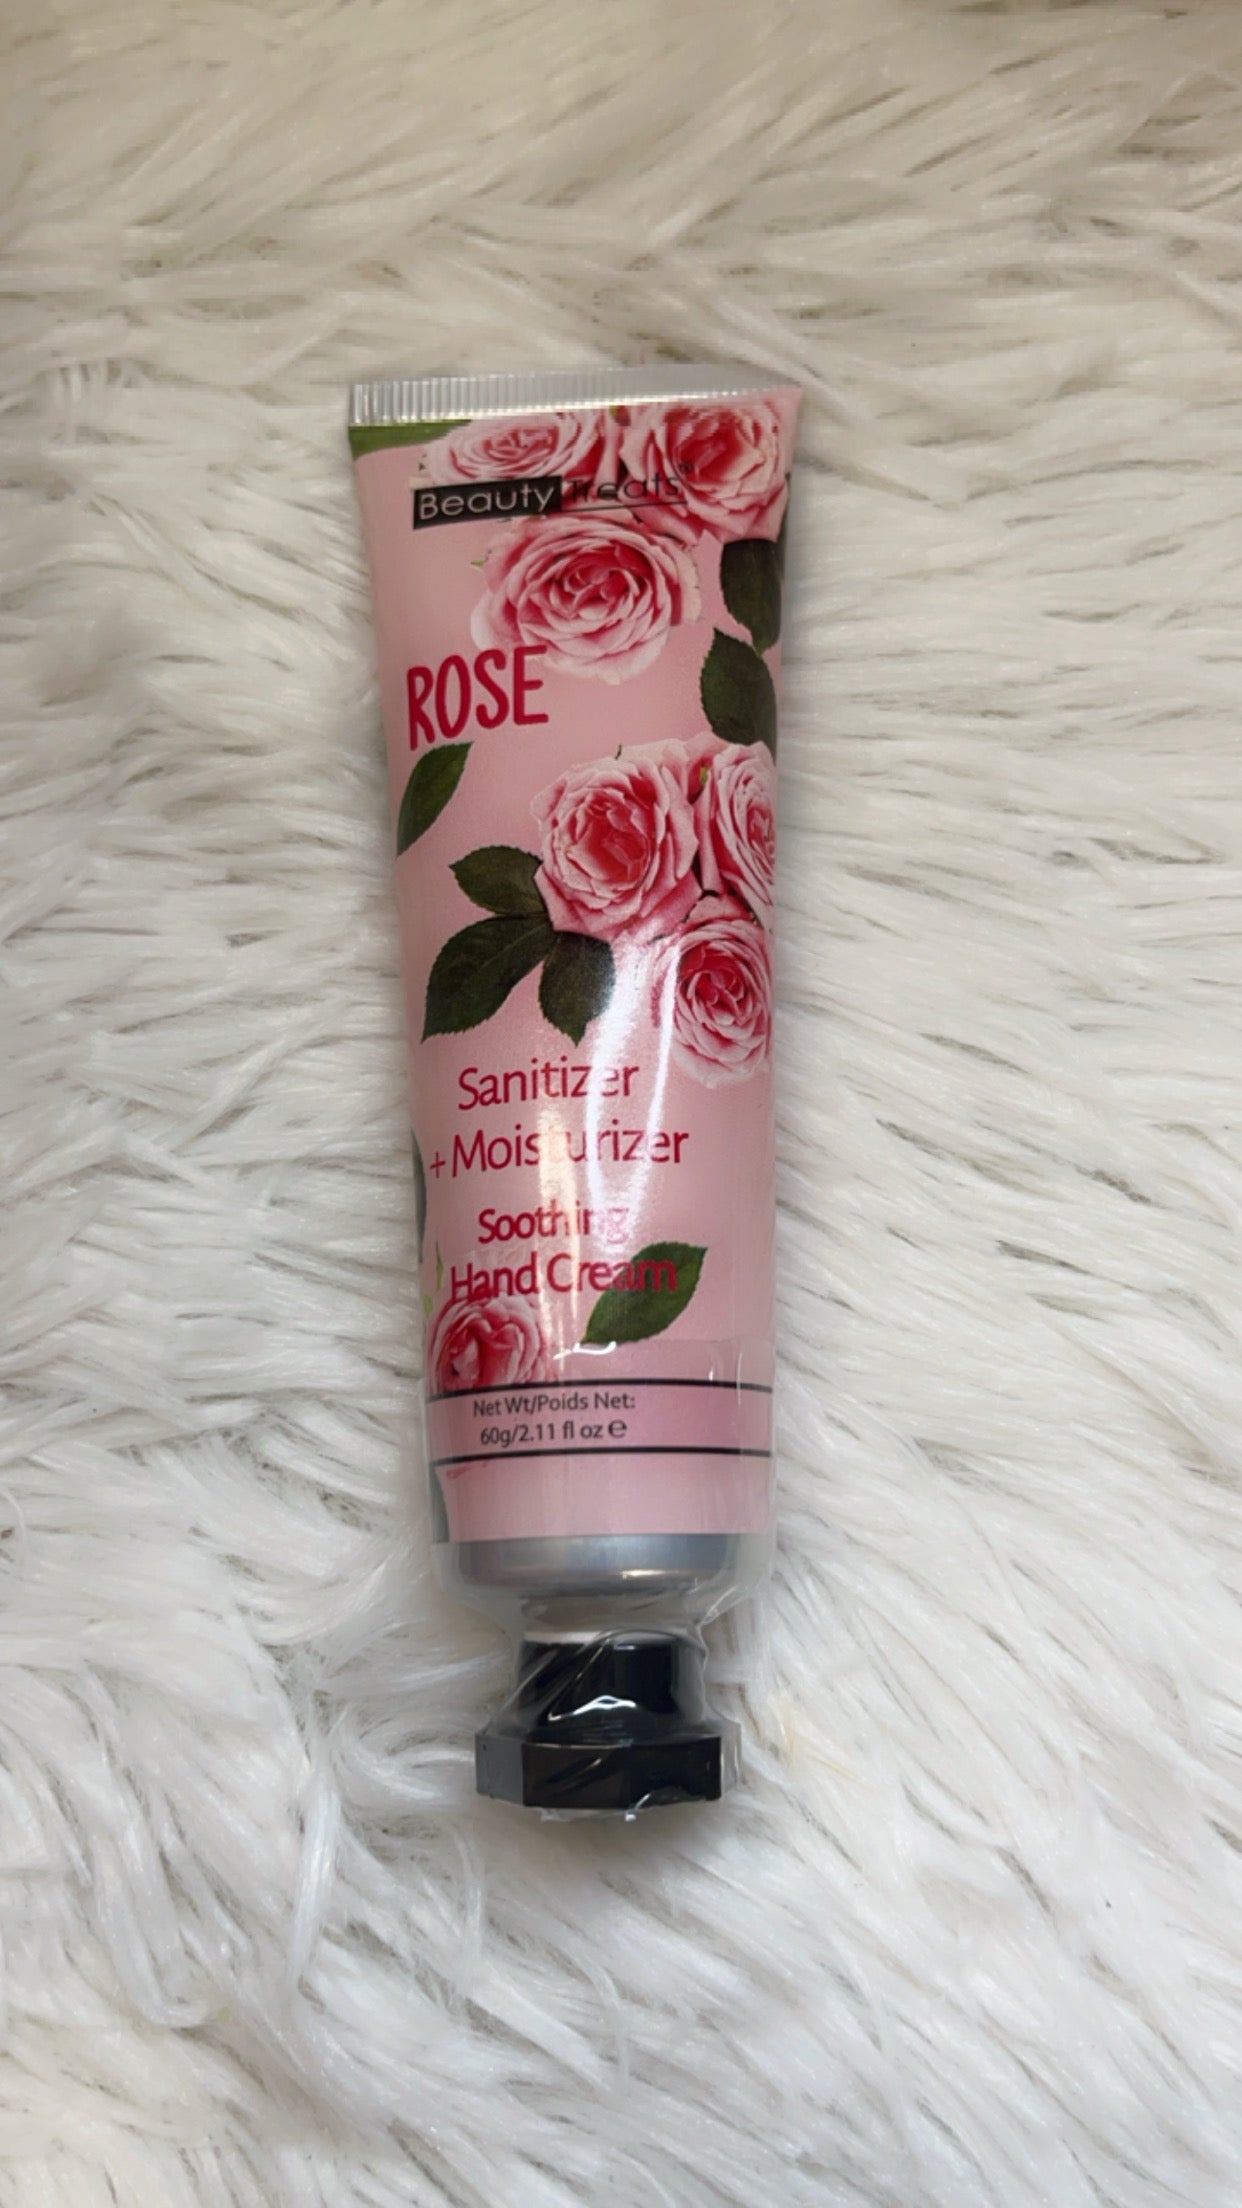 Beauty Treats®
ROSE
Sanitizer
+ Moisturizer
Soothing
Hand Cream
Net Wt/Poids Net:
60g/2.11 fl oz ℮